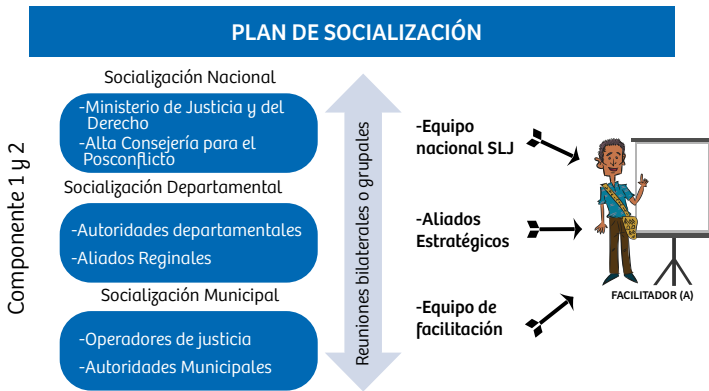 PLAN DE SOCIALIZACIÓN
Componente 1 y 2
Socialización Nacional
-Ministerio de Justicia y del
Derecho
-Alta Consejería para el
Posconflicto
Socialización Departamental
-Autoridades departamentales
-Aliados Reginales
Socialización Municipal
-Operadores de justicia
-Autoridades Municipales
Reuniones bilaterales o grupales
-Equipo
nacional SLJ
-Aliados
Estratégicos
-Equipo de
facilitación
FACILITADOR (A)